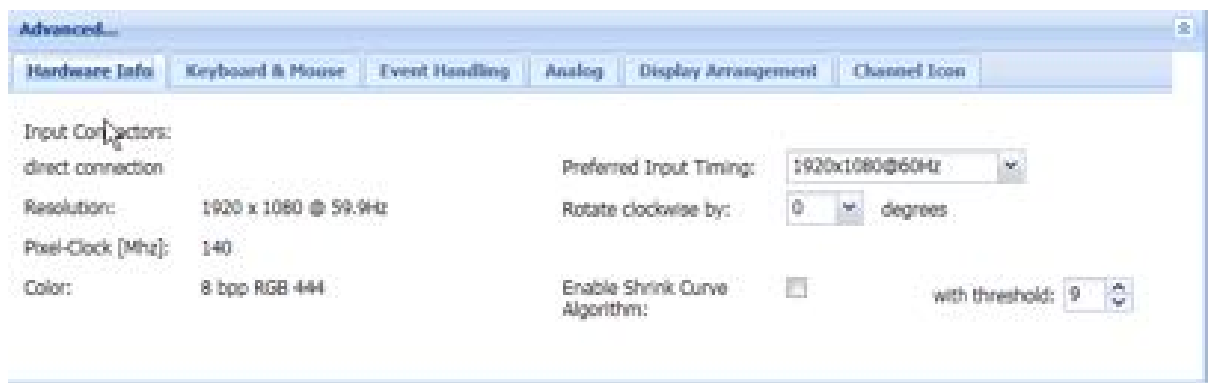 Advanced...
Hardware Info Keyboard & Mouse Event Handling Analog Display Arrangement Channel Icon
Input Connectors:
direct connection Preferred Input Timing: 1920x1080@60Hz
Resolution: 1920 x 1080 @ 59.9Hz Rotate clockwise by: 0 degrees
Pixel-Clock [Mhz]: 140
Color: 8 bpp RGB 444 Enable Shrink Curve Algorithm: with threshold: 9